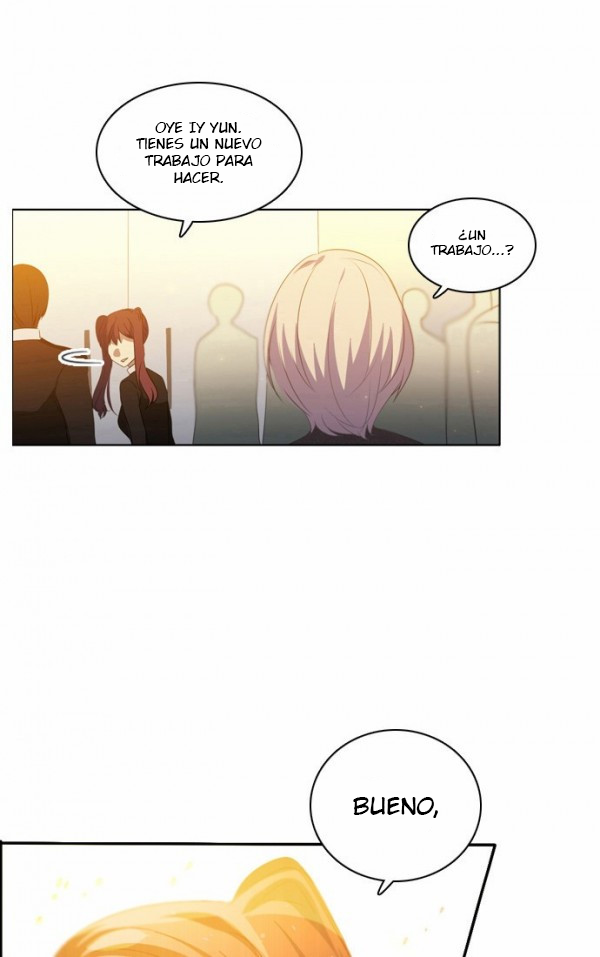 OYE IY YUN.
TIENES UN NUEVO
TRABAJO PARA
HACER.
¿UN
TRABAJO...?
BUENO,